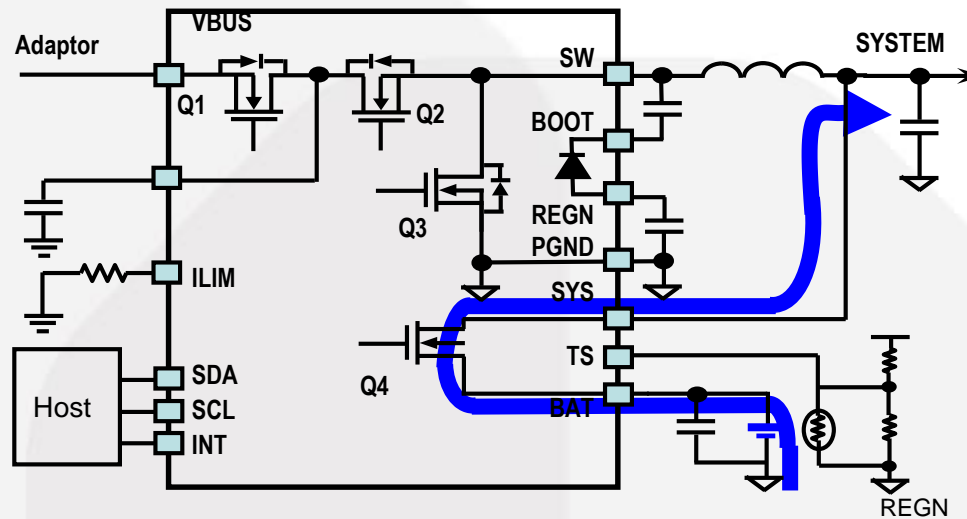 VBUS
Adaptor
SW
SYSTEM
Q1
Q2
BOOT
Q3
REGN
PGND
ILIM
SYS
TS
Q4
SDA
Host
SCL
BAT
INT
REGN